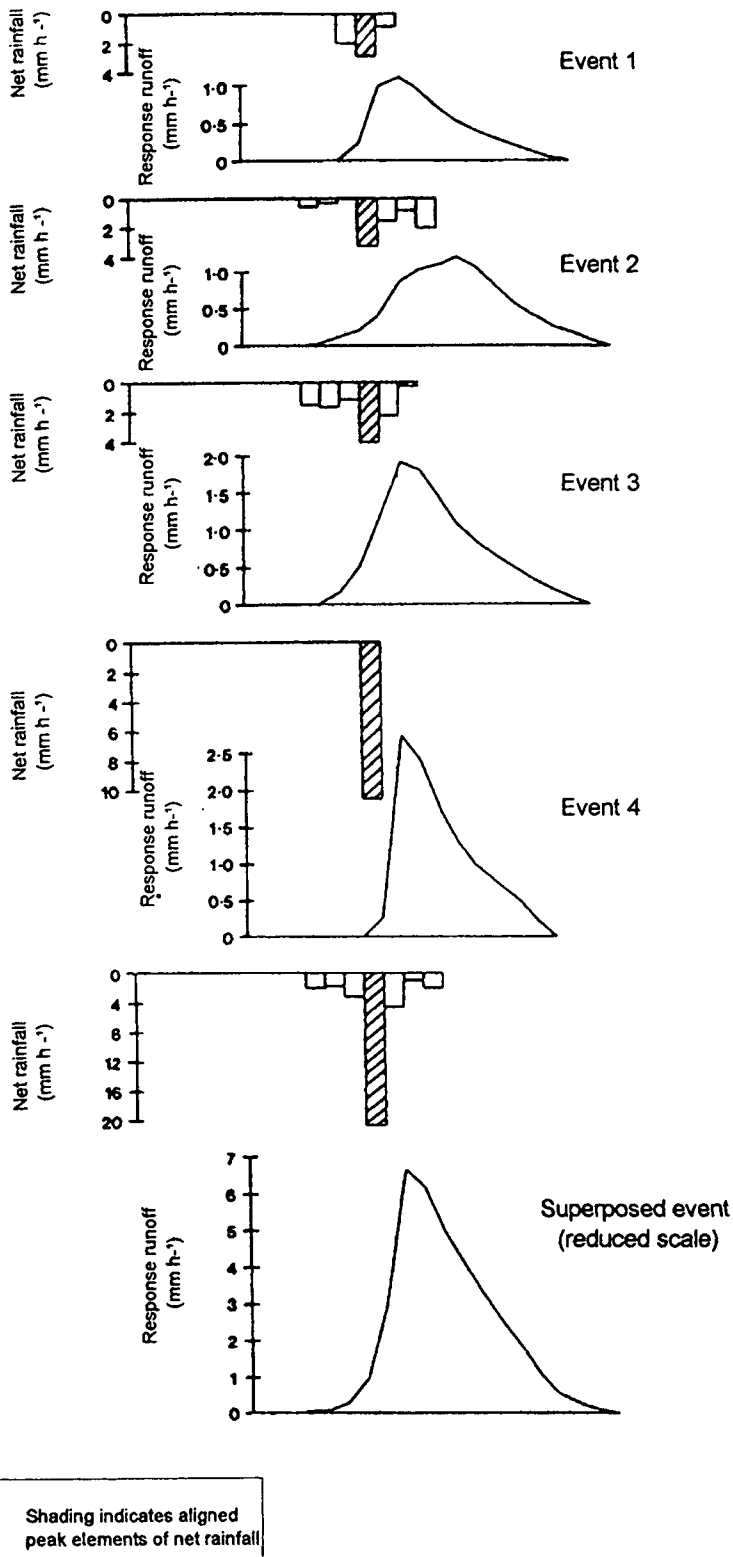 Net rainfall
(mm h -¹)
0
2
4
Response runoff
(mm h-¹)
1·0
0·5
0
Event 1
Net rainfall
(mm h -¹)
0
2
4
Response runoff
(mm h-¹)
1·0
0·5
0
Event 2
Net rainfall
(mm h -¹)
0
2
4
Response runoff
(mm h-¹)
2·0
1·5
1·0
0·5
0
Event 3
Net rainfall
(mm h -¹)
0
2
4
6
8
10
Response runoff
(mm h-¹)
2·5
2·0
1·5
1·0
0·5
0
Event 4
Net rainfall
(mm h -¹)
0
4
6
12
16
20
Response runoff
(mm h-¹)
7
6
5
4
3
2
1
0
Superposed event
(reduced scale)
Shading indicates aligned
peak elements of net rainfall